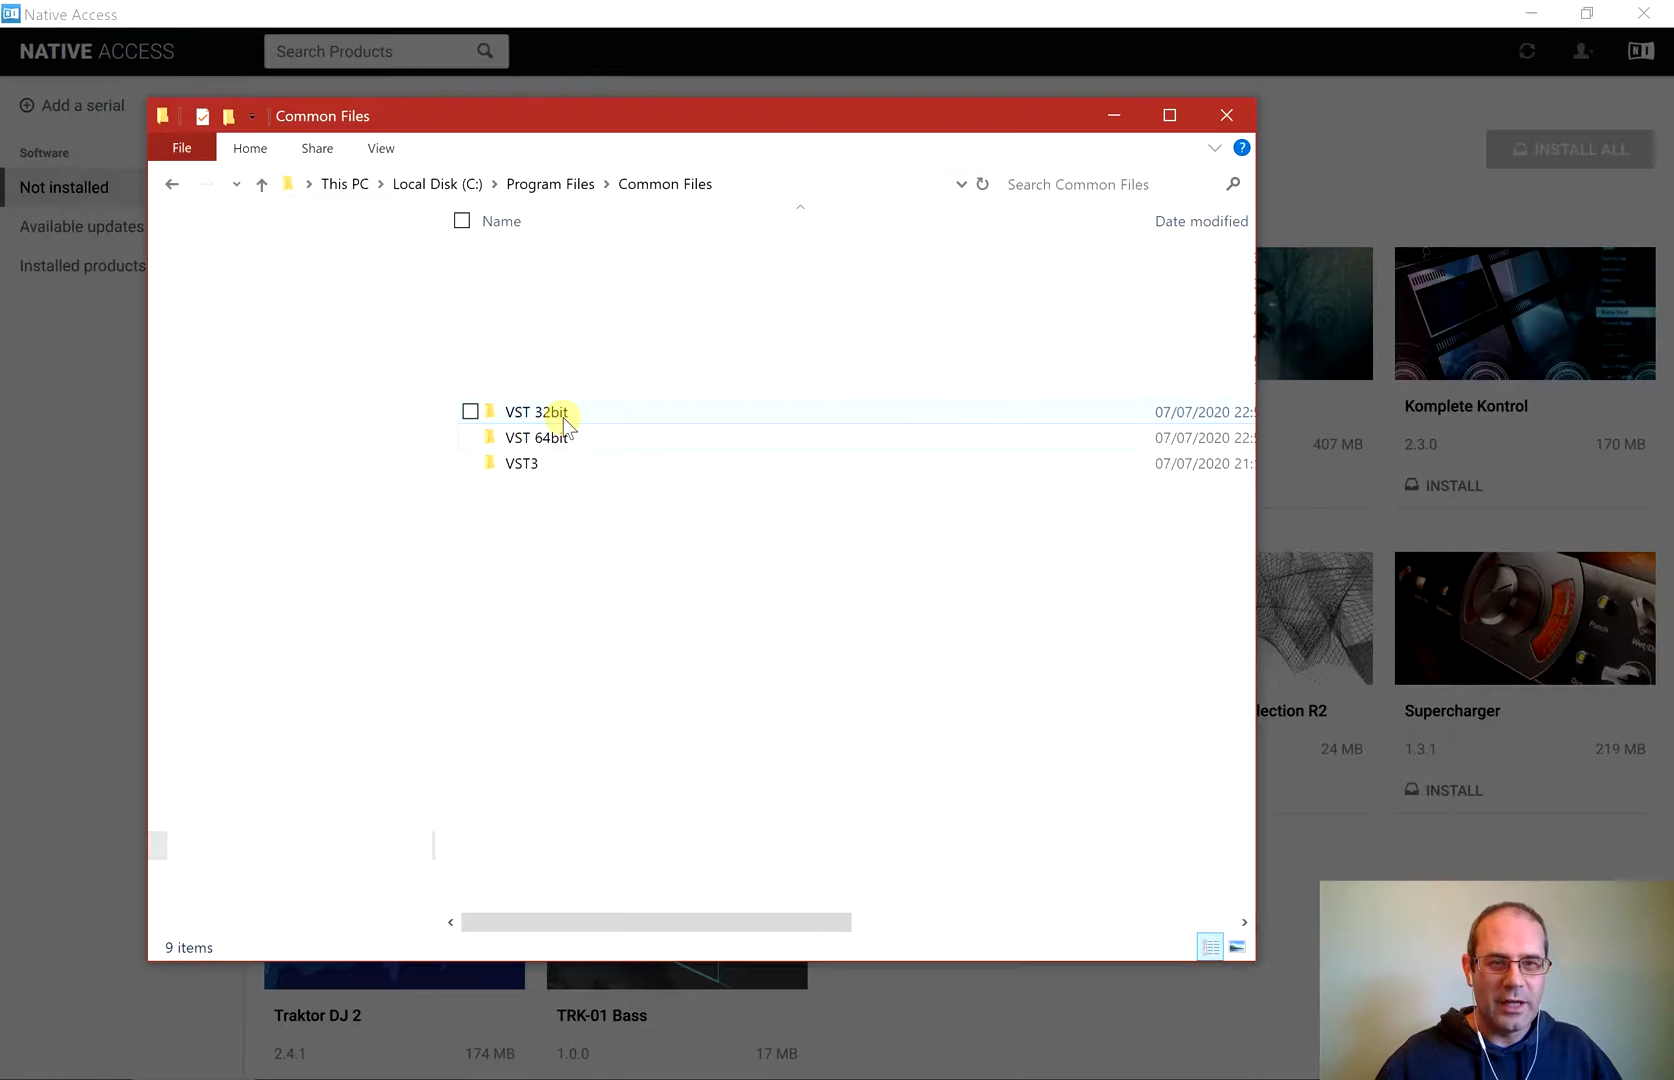 Native Access
NATIVE ACCESS
Search Products
Add a serial
Software
Not installed
Available updates
Installed products
INSTALL ALL
Common Files
File Home Share View
This PC > Local Disk (C:) > Program Files > Common Files
Search Common Files
Name Date modified
VST 32bit 07/07/2020 22:
VST 64bit 07/07/2020 22:
VST3 07/07/2020 21:
9 items
Komplete Kontrol
407 MB
2.3.0 170 MB
INSTALL
lection R2
24 MB
Supercharger
1.3.1 219 MB
INSTALL
Traktor DJ 2
2.4.1 174 MB
TRK-01 Bass
1.0.0 17 MB